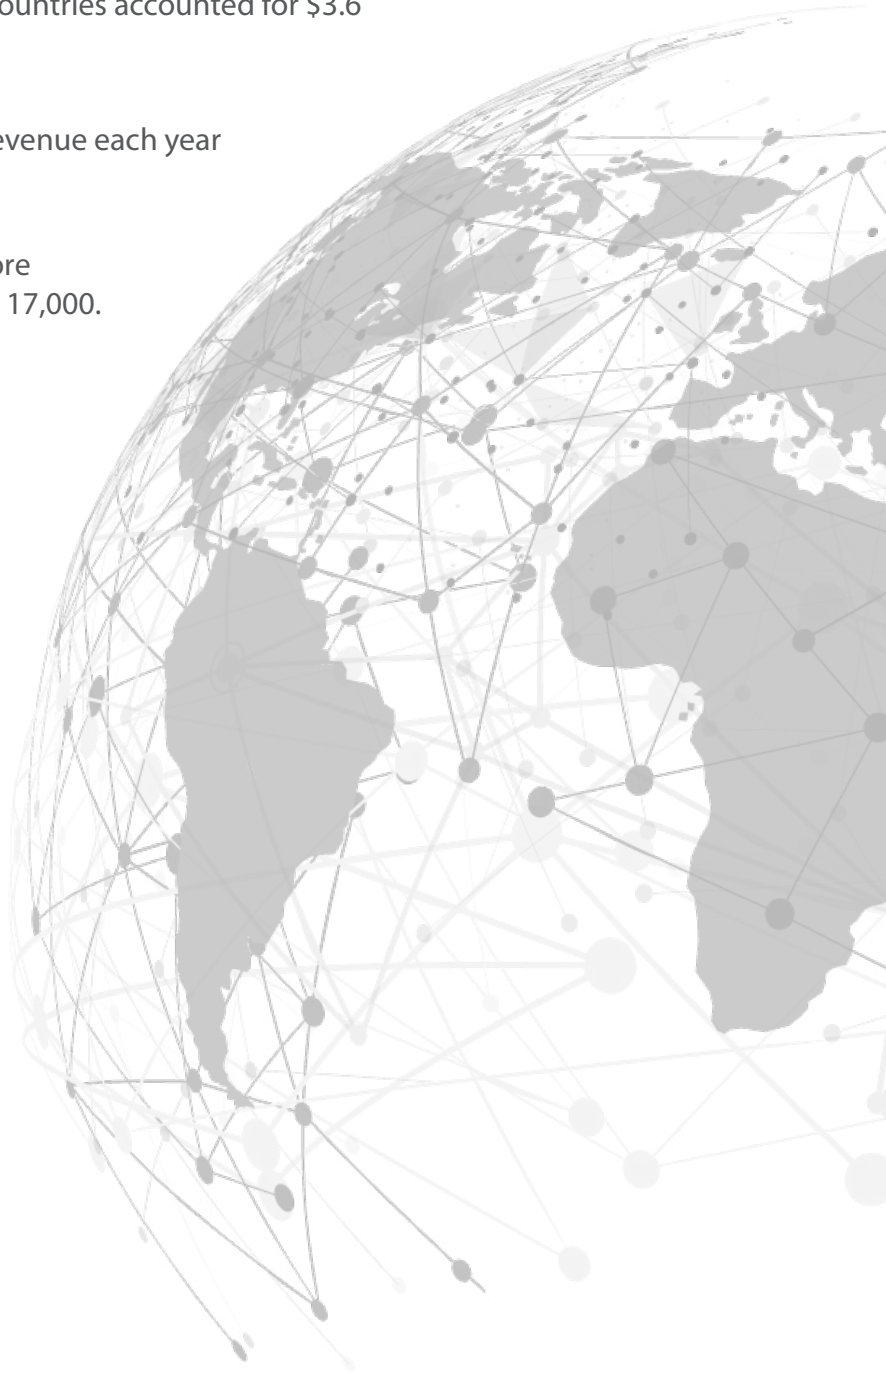 ountries accounted for $3.6
evenue each year
ore
17,000.